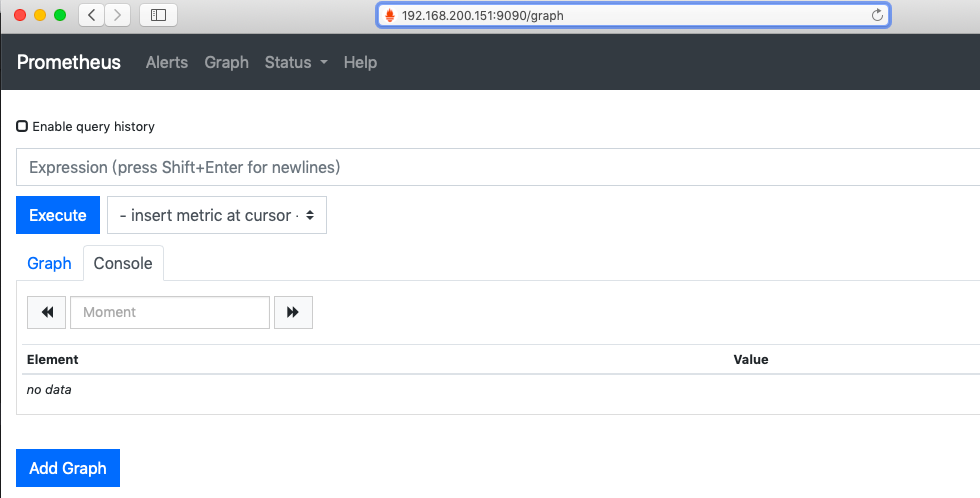 192.168.200.151:9090/graph
Prometheus Alerts Graph Status Help
Enable query history
Expression (press Shift+Enter for newlines)
Execute - insert metric at cursor -
Graph Console
Moment
Element Value
no data
Add Graph